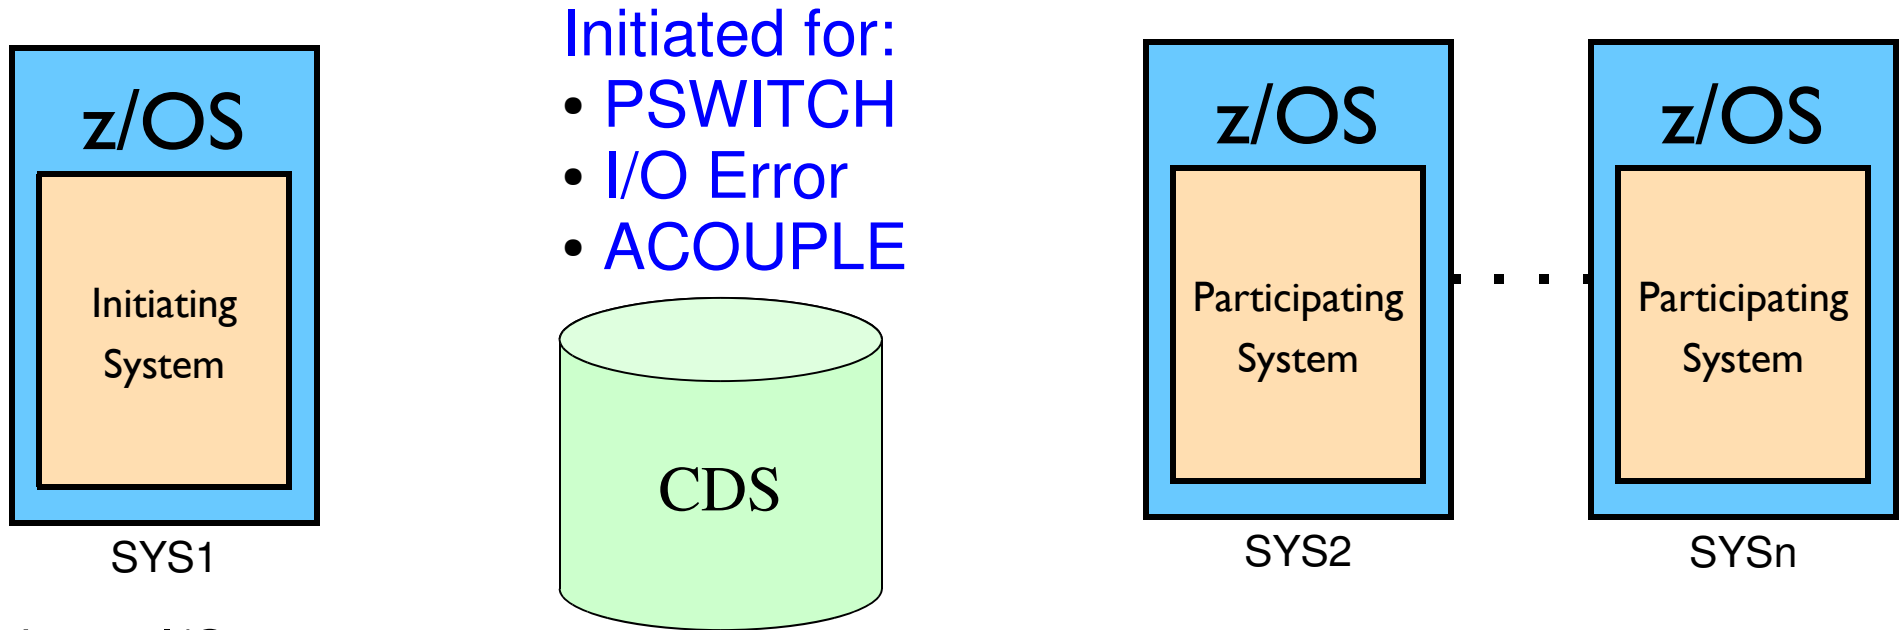 z/OS
Initiating
System
SYS1
Initiated for:
• PSWITCH
• I/O Error
• ACOUPLE
CDS
z/OS
Participating
System
SYS2
z/OS
Participating
System
SYSn